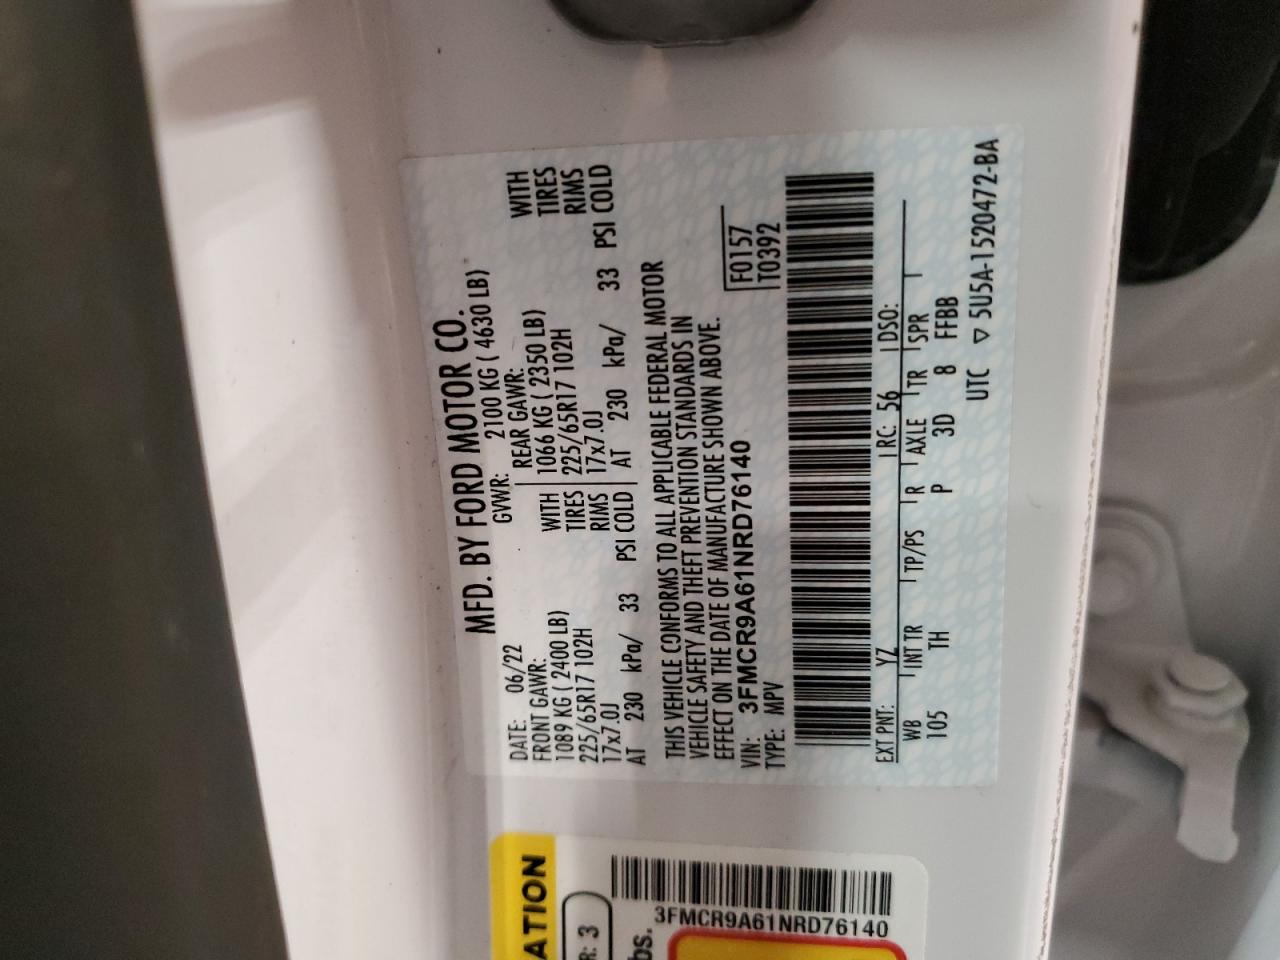 MFD. BY FORD MOTOR CO.
DATE: 06/22 GVWR: 2100 KG ( 4630 LB)
FRONT GAWR: REAR GAWR:
1089 KG ( 2400 LB) WITH 1066 KG ( 2350 LB) WITH
225/65R17 102H TIRES 225/65R17 102H TIRES
17x7.0J RIMS 17x7.0J RIMS
AT 230 kPa/ 33 PSI COLD AT 230 kPa/ 33 PSI COLD
THIS VEHICLE CONFORMS TO ALL APPLICABLE FEDERAL MOTOR
VEHICLE SAFETY AND THEFT PREVENTION STANDARDS IN
EFFECT ON THE DATE OF MANUFACTURE SHOWN ABOVE.
VIN: 3FMCR9A61NRD76140 F0157
TYPE: MPV T0392
EXT PNT: YZ RC: 56 DSO:
WB INT TR TP/PS R AXLE TR SPR
105 TH P 3D 8 FFBB
UTC ▽ 5U5A-1520472-BA
ATION
R: 3
bs.
3FMCR9A61NRD76140